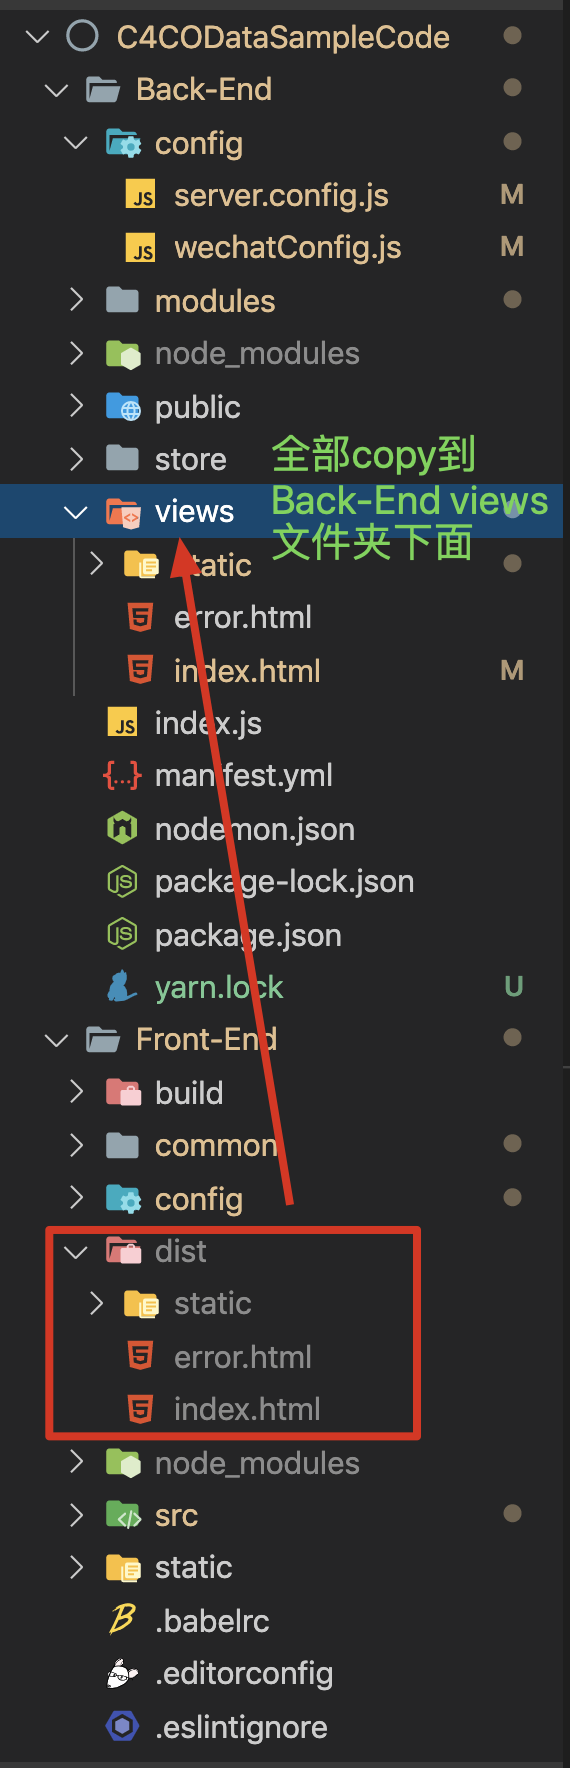 C4CODataSampleCode
Back-End
config
server.config.js M
wechatConfig.js M
modules
node_modules
public
store
全部copy到
views
Back-End views
文件夹下面
static
error.html
index.html M
index.js
manifest.yml
nodemon.json
package-lock.json
package.json
yarn.lock U
Front-End
build
common
config
dist
static
error.html
index.html
node_modules
src
static
.babelrc
.editorconfig
.eslintignore